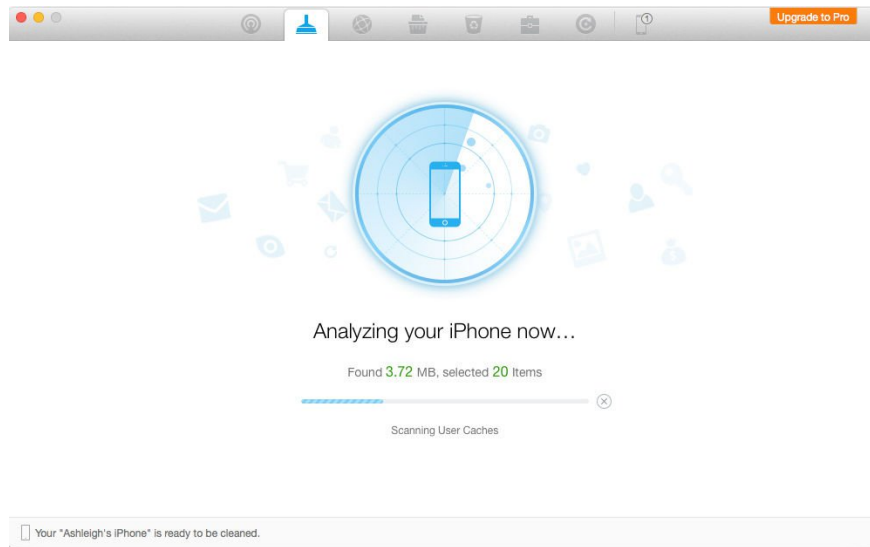 Upgrade to Pro
Analyzing your iPhone now...
Found 3.72 MB, selected 20 Items
Scanning User Caches
Your "Ashleigh's iPhone" is ready to be cleaned.